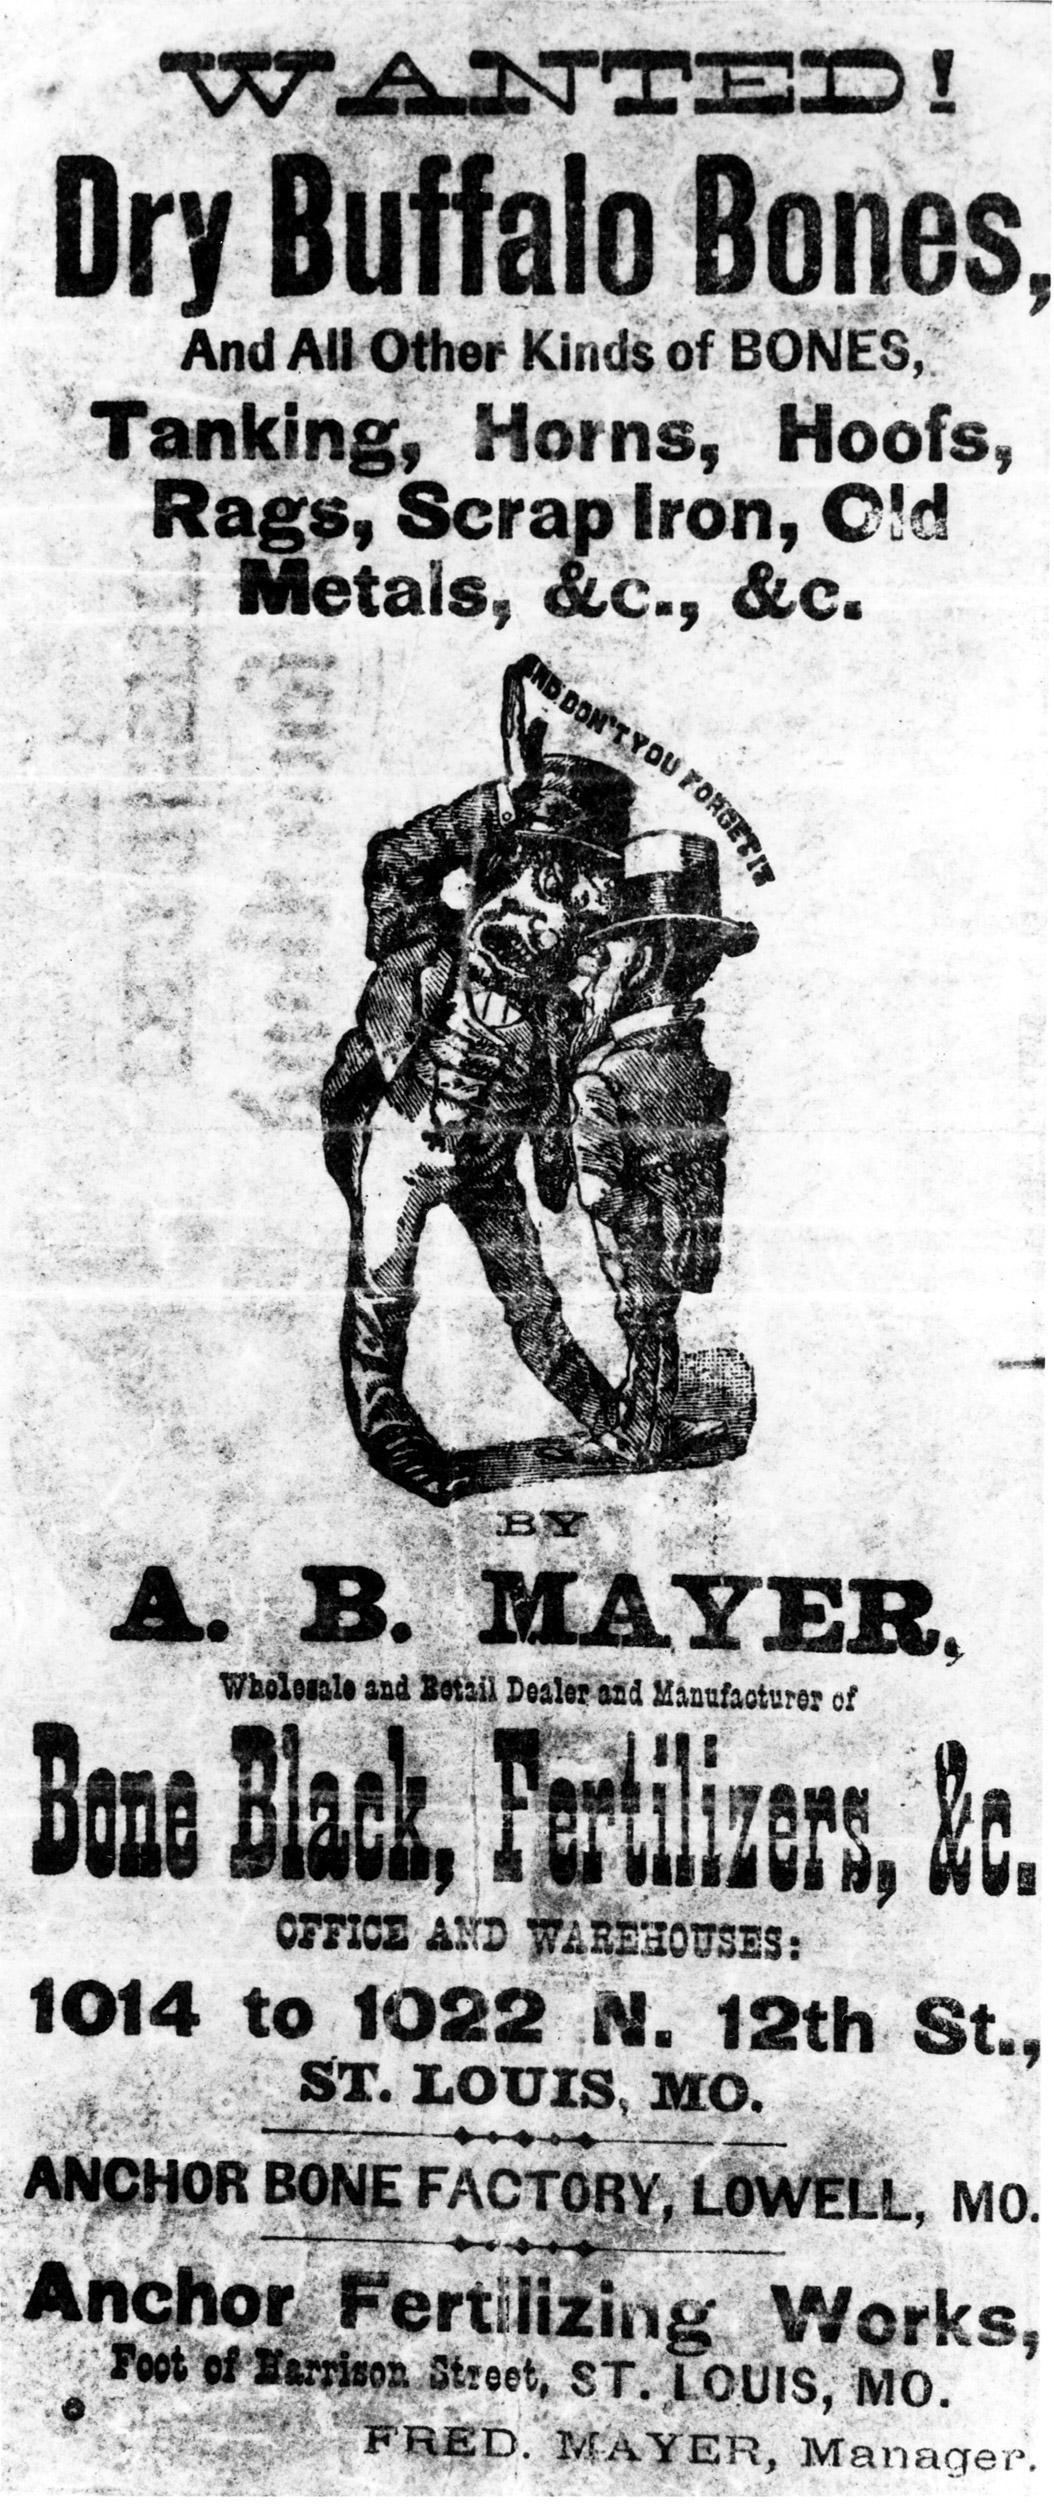 WANTED!
Dry Buffalo Bones,
And All Other Kinds of BONES,
Tanking, Horns, Hoofs,
Rags, Scrap Iron, Old
Metals, &c., &c.
AND DON'T YOU FORGET IT
BY
A. B. MAYER,
Wholesale and Retail Dealer and Manufacturer of
Bone Black, Fertilizers, &c.
OFFICE AND WAREHOUSES:
1014 to 1022 N. 12th St.,
ST. LOUIS, MO.
ANCHOR BONE FACTORY, LOWELL, MO.
Anchor Fertilizing Works,
Foot of Harrison Street, ST. LOUIS, MO.
FRED. MAYER, Manager.